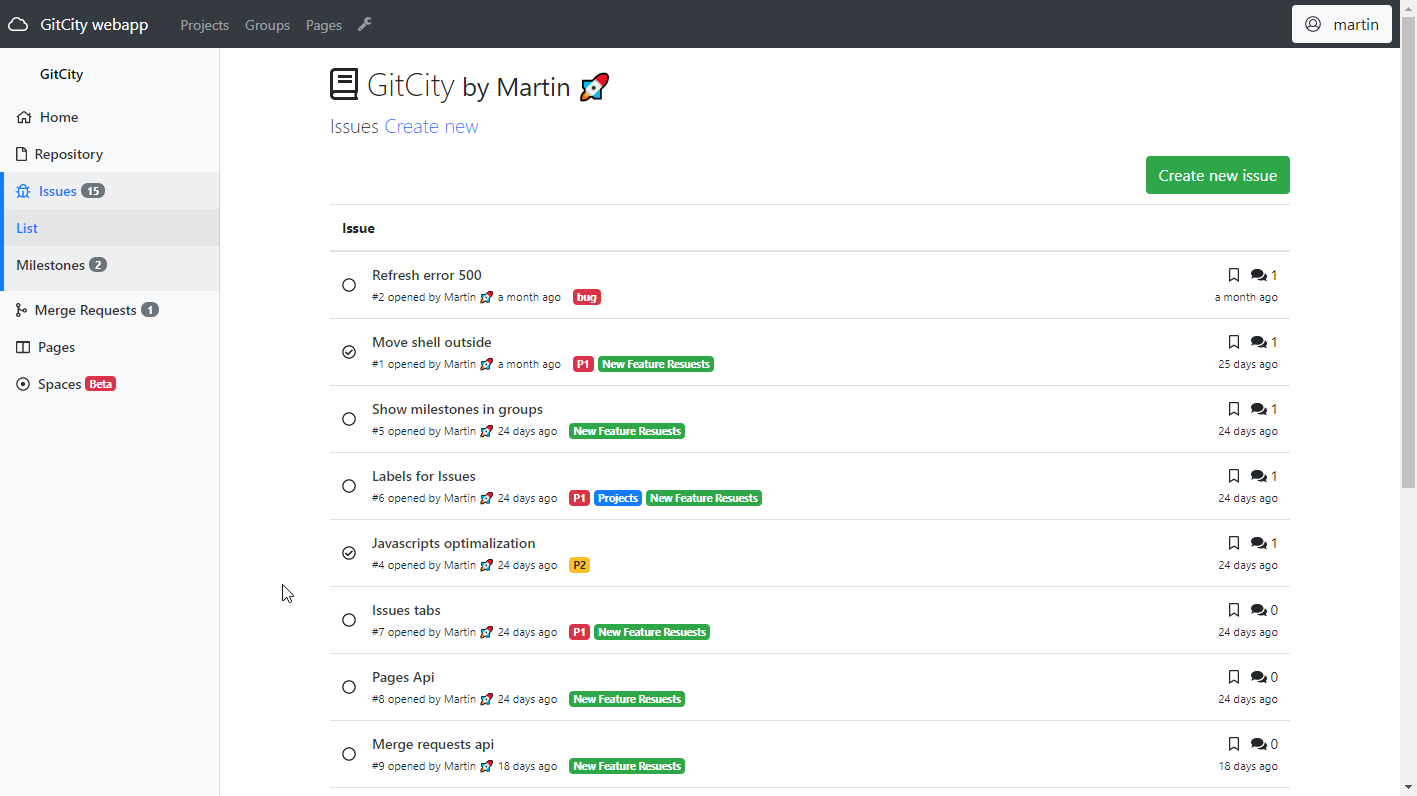 GitCity webapp Projects Groups Pages martin
GitCity
Home
Repository
Issues 15
List
Milestones 2
Merge Requests 1
Pages
Spaces Beta
GitCity by Martin 🚀
Issues Create new
Create new issue
Issue
Refresh error 500 1
#2 opened by Martin 🚀 a month ago bug a month ago
Move shell outside 1
#1 opened by Martin 🚀 a month ago P1 New Feature Resuests 25 days ago
Show milestones in groups 1
#5 opened by Martin 🚀 24 days ago New Feature Resuests 24 days ago
Labels for Issues 1
#6 opened by Martin 🚀 24 days ago P1 Projects New Feature Resuests 24 days ago
Javascripts optimalization 1
#4 opened by Martin 🚀 24 days ago P2 24 days ago
Issues tabs 0
#7 opened by Martin 🚀 24 days ago P1 New Feature Resuests 24 days ago
Pages Api 0
#8 opened by Martin 🚀 24 days ago New Feature Resuests 24 days ago
Merge requests api 0
#9 opened by Martin 🚀 18 days ago New Feature Resuests 18 days ago